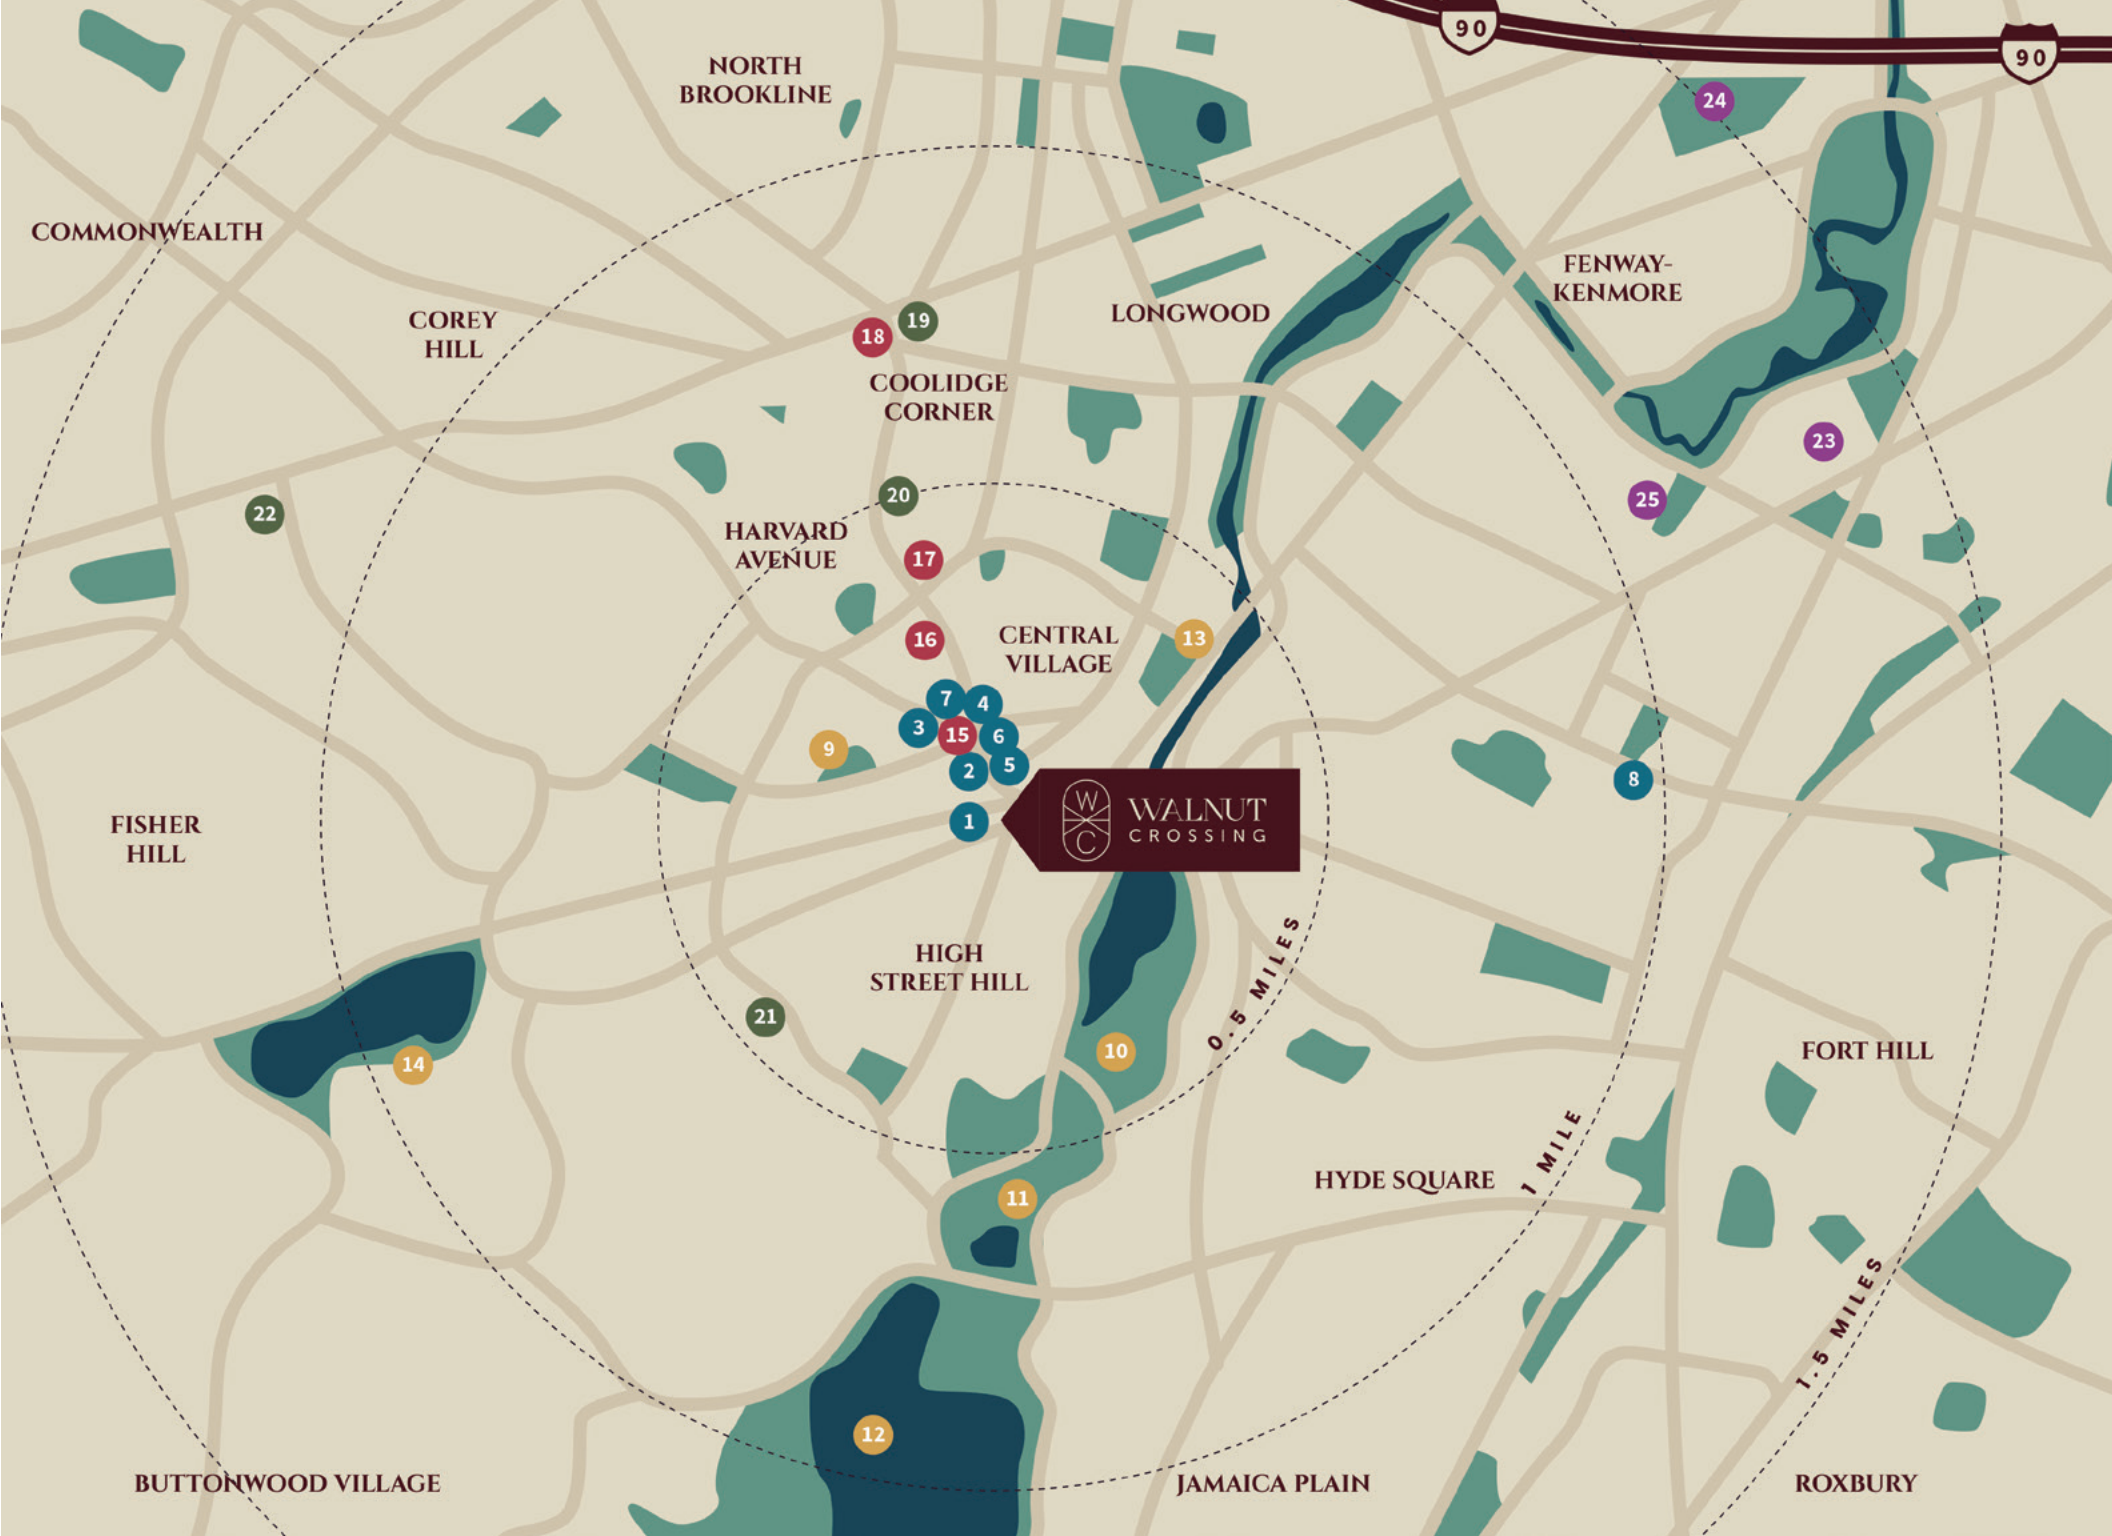 90
90
24
NORTH
BROOKLINE
COMMONWEALTH
FENWAY-
KENMORE
COREY
HILL
LONGWOOD
19
18
COOLIDGE
CORNER
23
20
25
22
HARVARD
AVENUE
17
16
CENTRAL
VILLAGE
13
7
4
3
15
6
9
2
5
8
1
W
C
WALNUT
CROSSING
FISHER
HILL
HIGH
STREET HILL
0.5 MILES
21
10
14
FORT HILL
11
HYDE SQUARE
1 MILE
1.5 MILES
12
BUTTONWOOD VILLAGE
JAMAICA PLAIN
ROXBURY